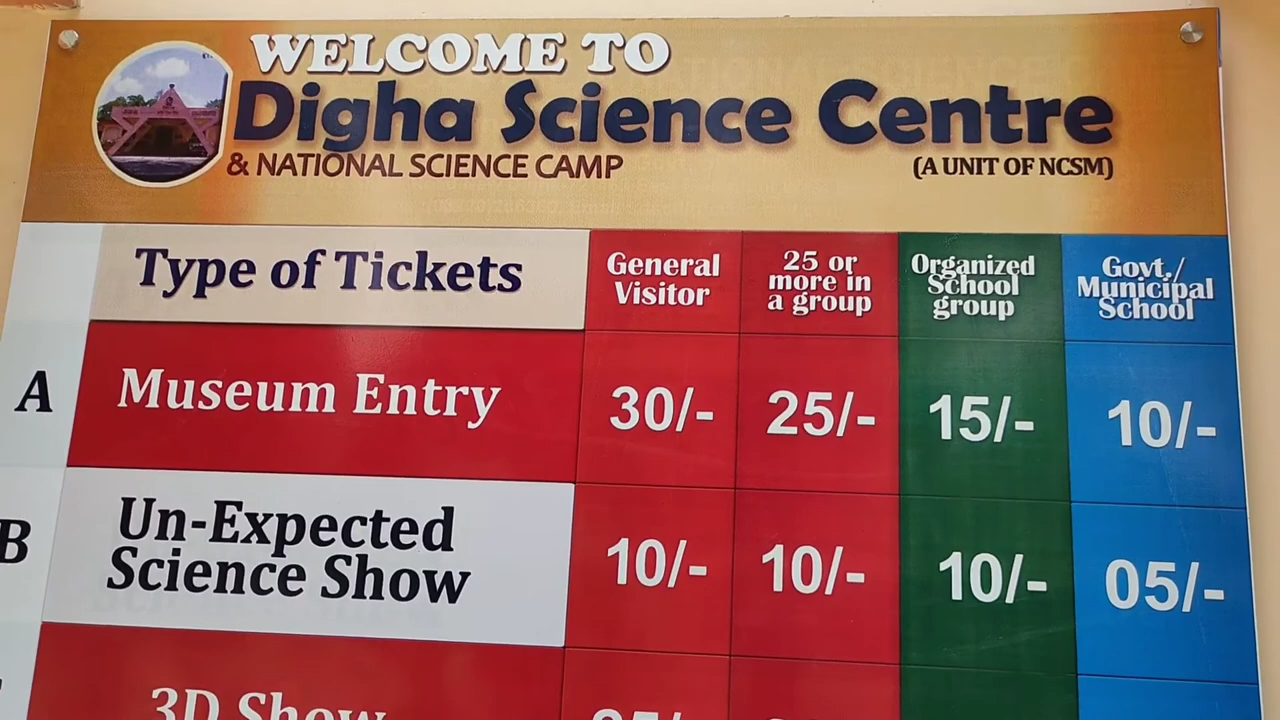 WELCOME TO
Digha Science Centre
& NATIONAL SCIENCE CAMP
(A UNIT OF NCSM)
Type of Tickets
General
Visitor
25 or
more in
a group
Organized
School
group
Govt./
Municipal
School
A
Museum Entry
30/-
25/-
15/-
10/-
B
Un-Expected
Science Show
10/-
10/-
10/-
05/-
3D Show